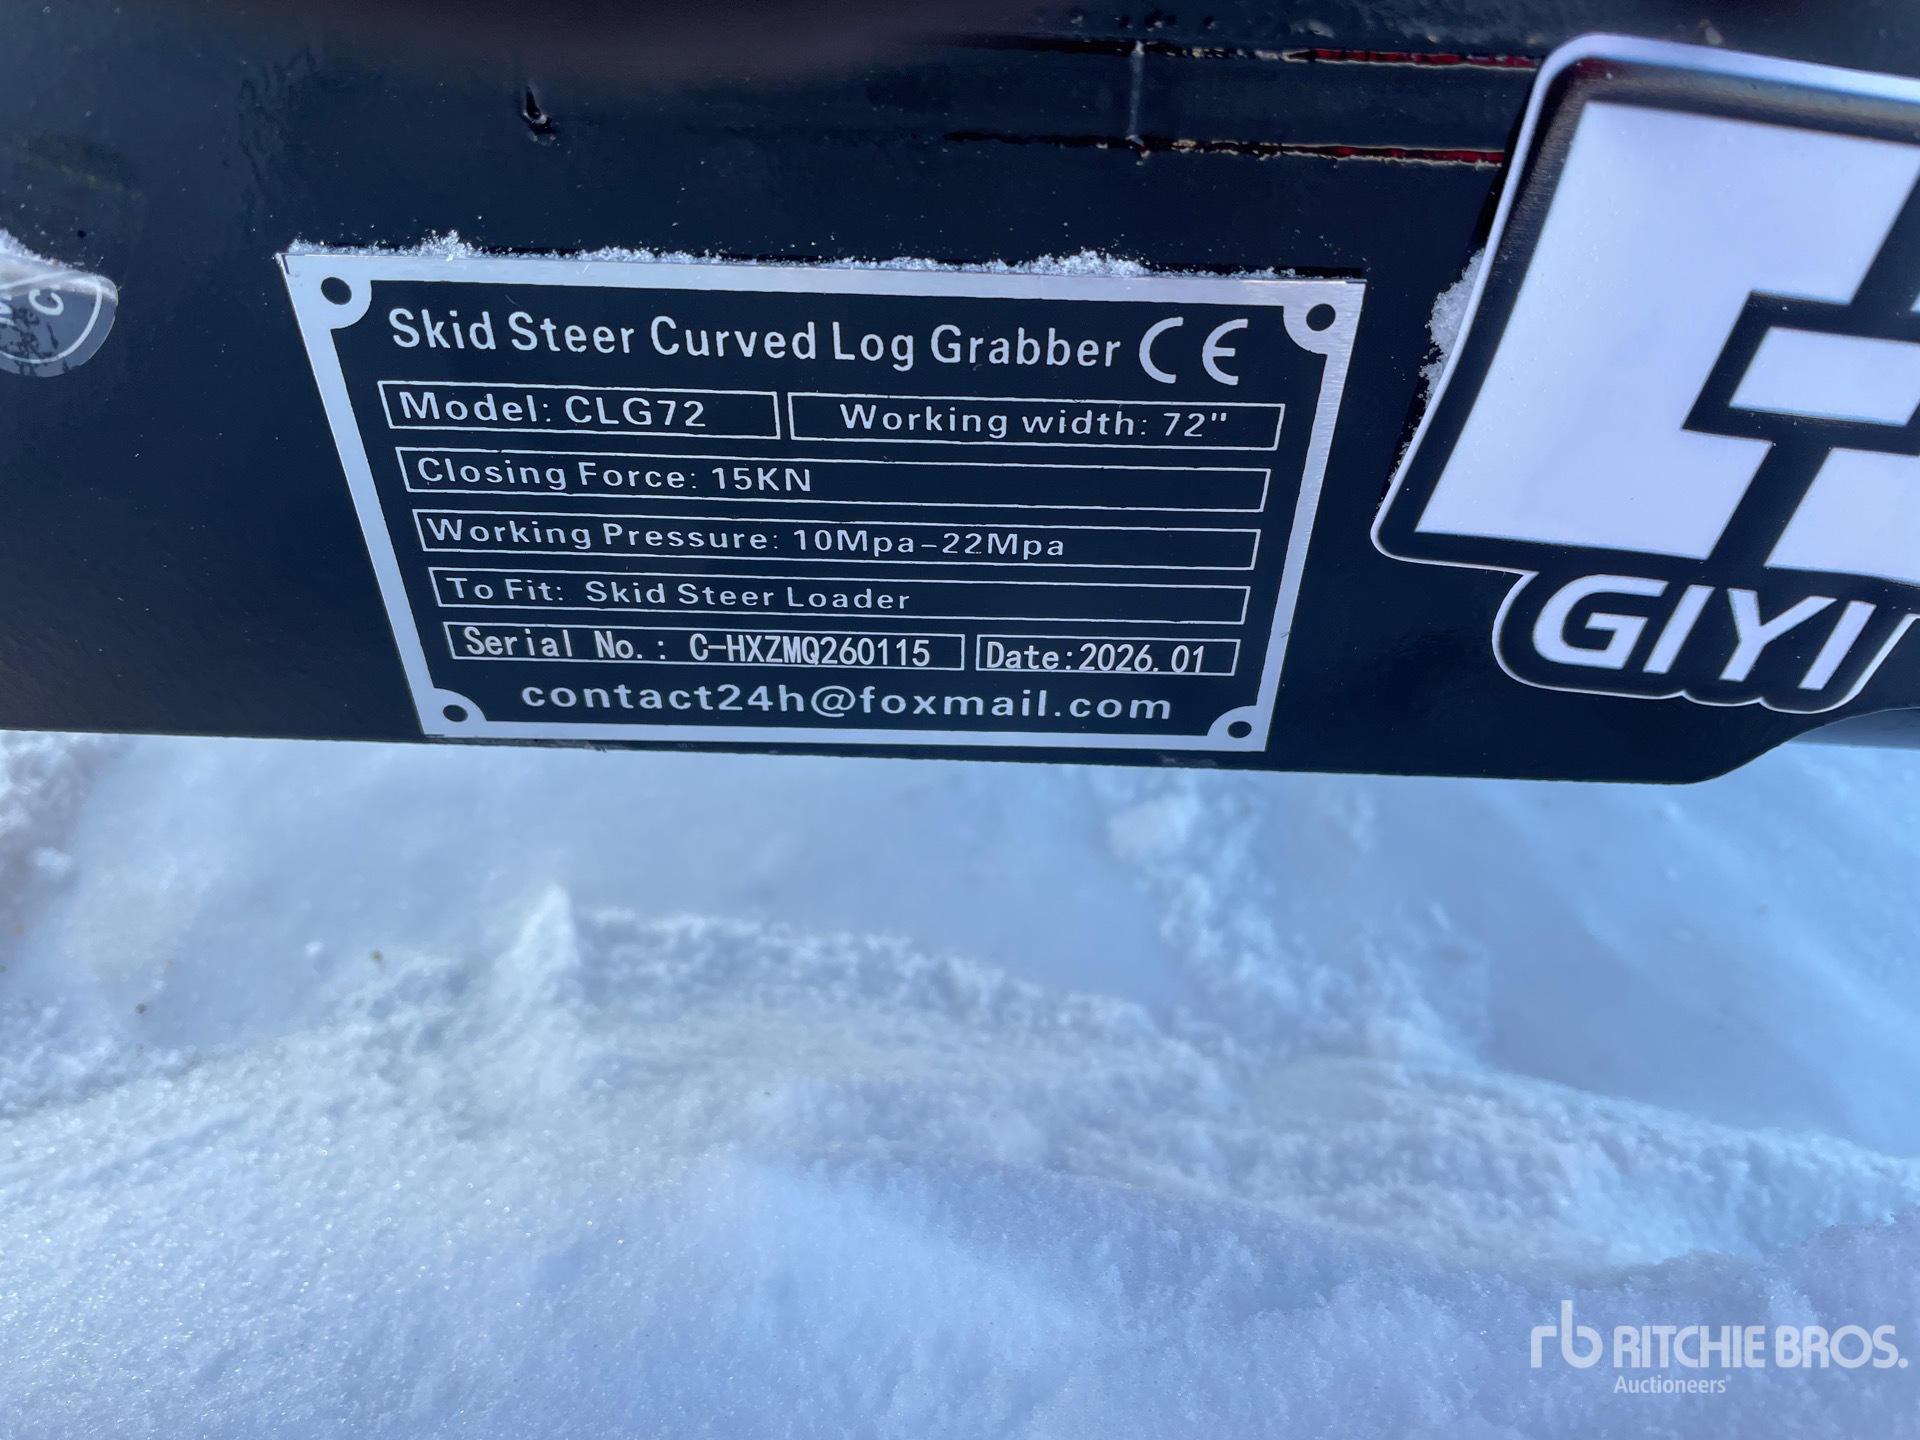 Skid Steer Curved Log Grabber CE
Model: CLG72
Working width: 72"
Closing Force: 15KN
Working Pressure: 10Mpa-22Mpa
To Fit: Skid Steer Loader
Serial No.: C-HXZMQ260115
Date:2026.01
contact24h@foxmail.com
GIYI
rb RITCHIE BROS.
Auctioneers